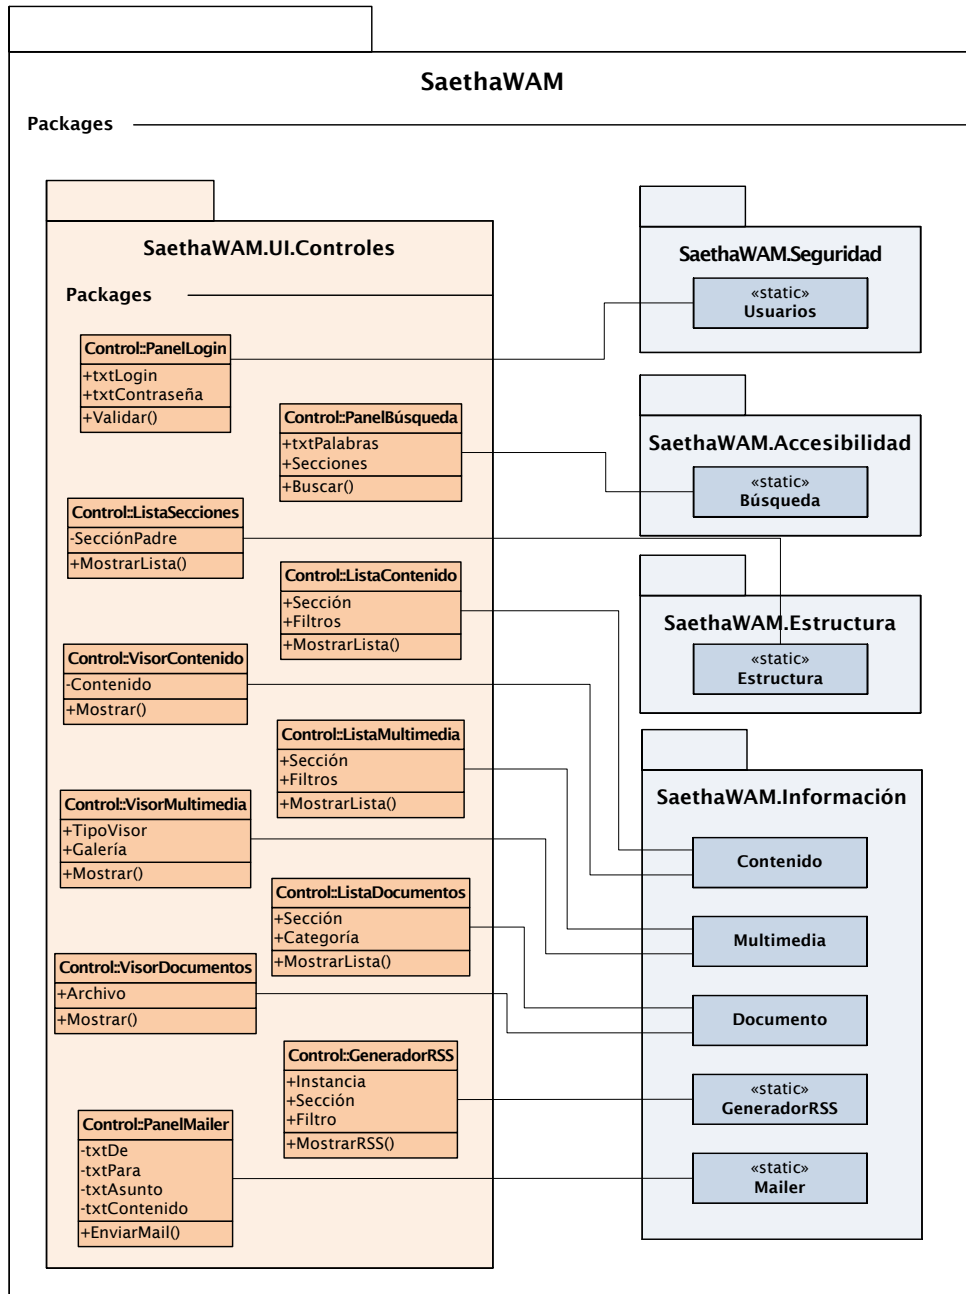 SaethaWAM
Packages
SaethaWAM.UI.Controles
Packages
Control::PanelLogin
+txtLogin
+txtContraseña
+Validar()
Control::PanelBúsqueda
+txtPalabras
+Secciones
+Buscar()
Control::ListaSecciones
-SecciónPadre
+MostrarLista()
Control::ListaContenido
+Sección
+Filtros
+MostrarLista()
Control::VisorContenido
-Contenido
+Mostrar()
Control::ListaMultimedia
+Sección
+Filtros
+MostrarLista()
Control::VisorMultimedia
+TipoVisor
+Galería
+Mostrar()
Control::ListaDocumentos
+Sección
+Categoría
+MostrarLista()
Control::VisorDocumentos
+Archivo
+Mostrar()
Control::GeneradorRSS
+Instancia
+Sección
+Filtro
+MostrarRSS()
Control::PanelMailer
-txtDe
-txtPara
-txtAsunto
-txtContenido
+EnviarMail()
SaethaWAM.Seguridad
«static»
Usuarios
SaethaWAM.Accesibilidad
«static»
Búsqueda
SaethaWAM.Estructura
«static»
Estructura
SaethaWAM.Información
Contenido
Multimedia
Documento
«static»
GeneradorRSS
«static»
Mailer